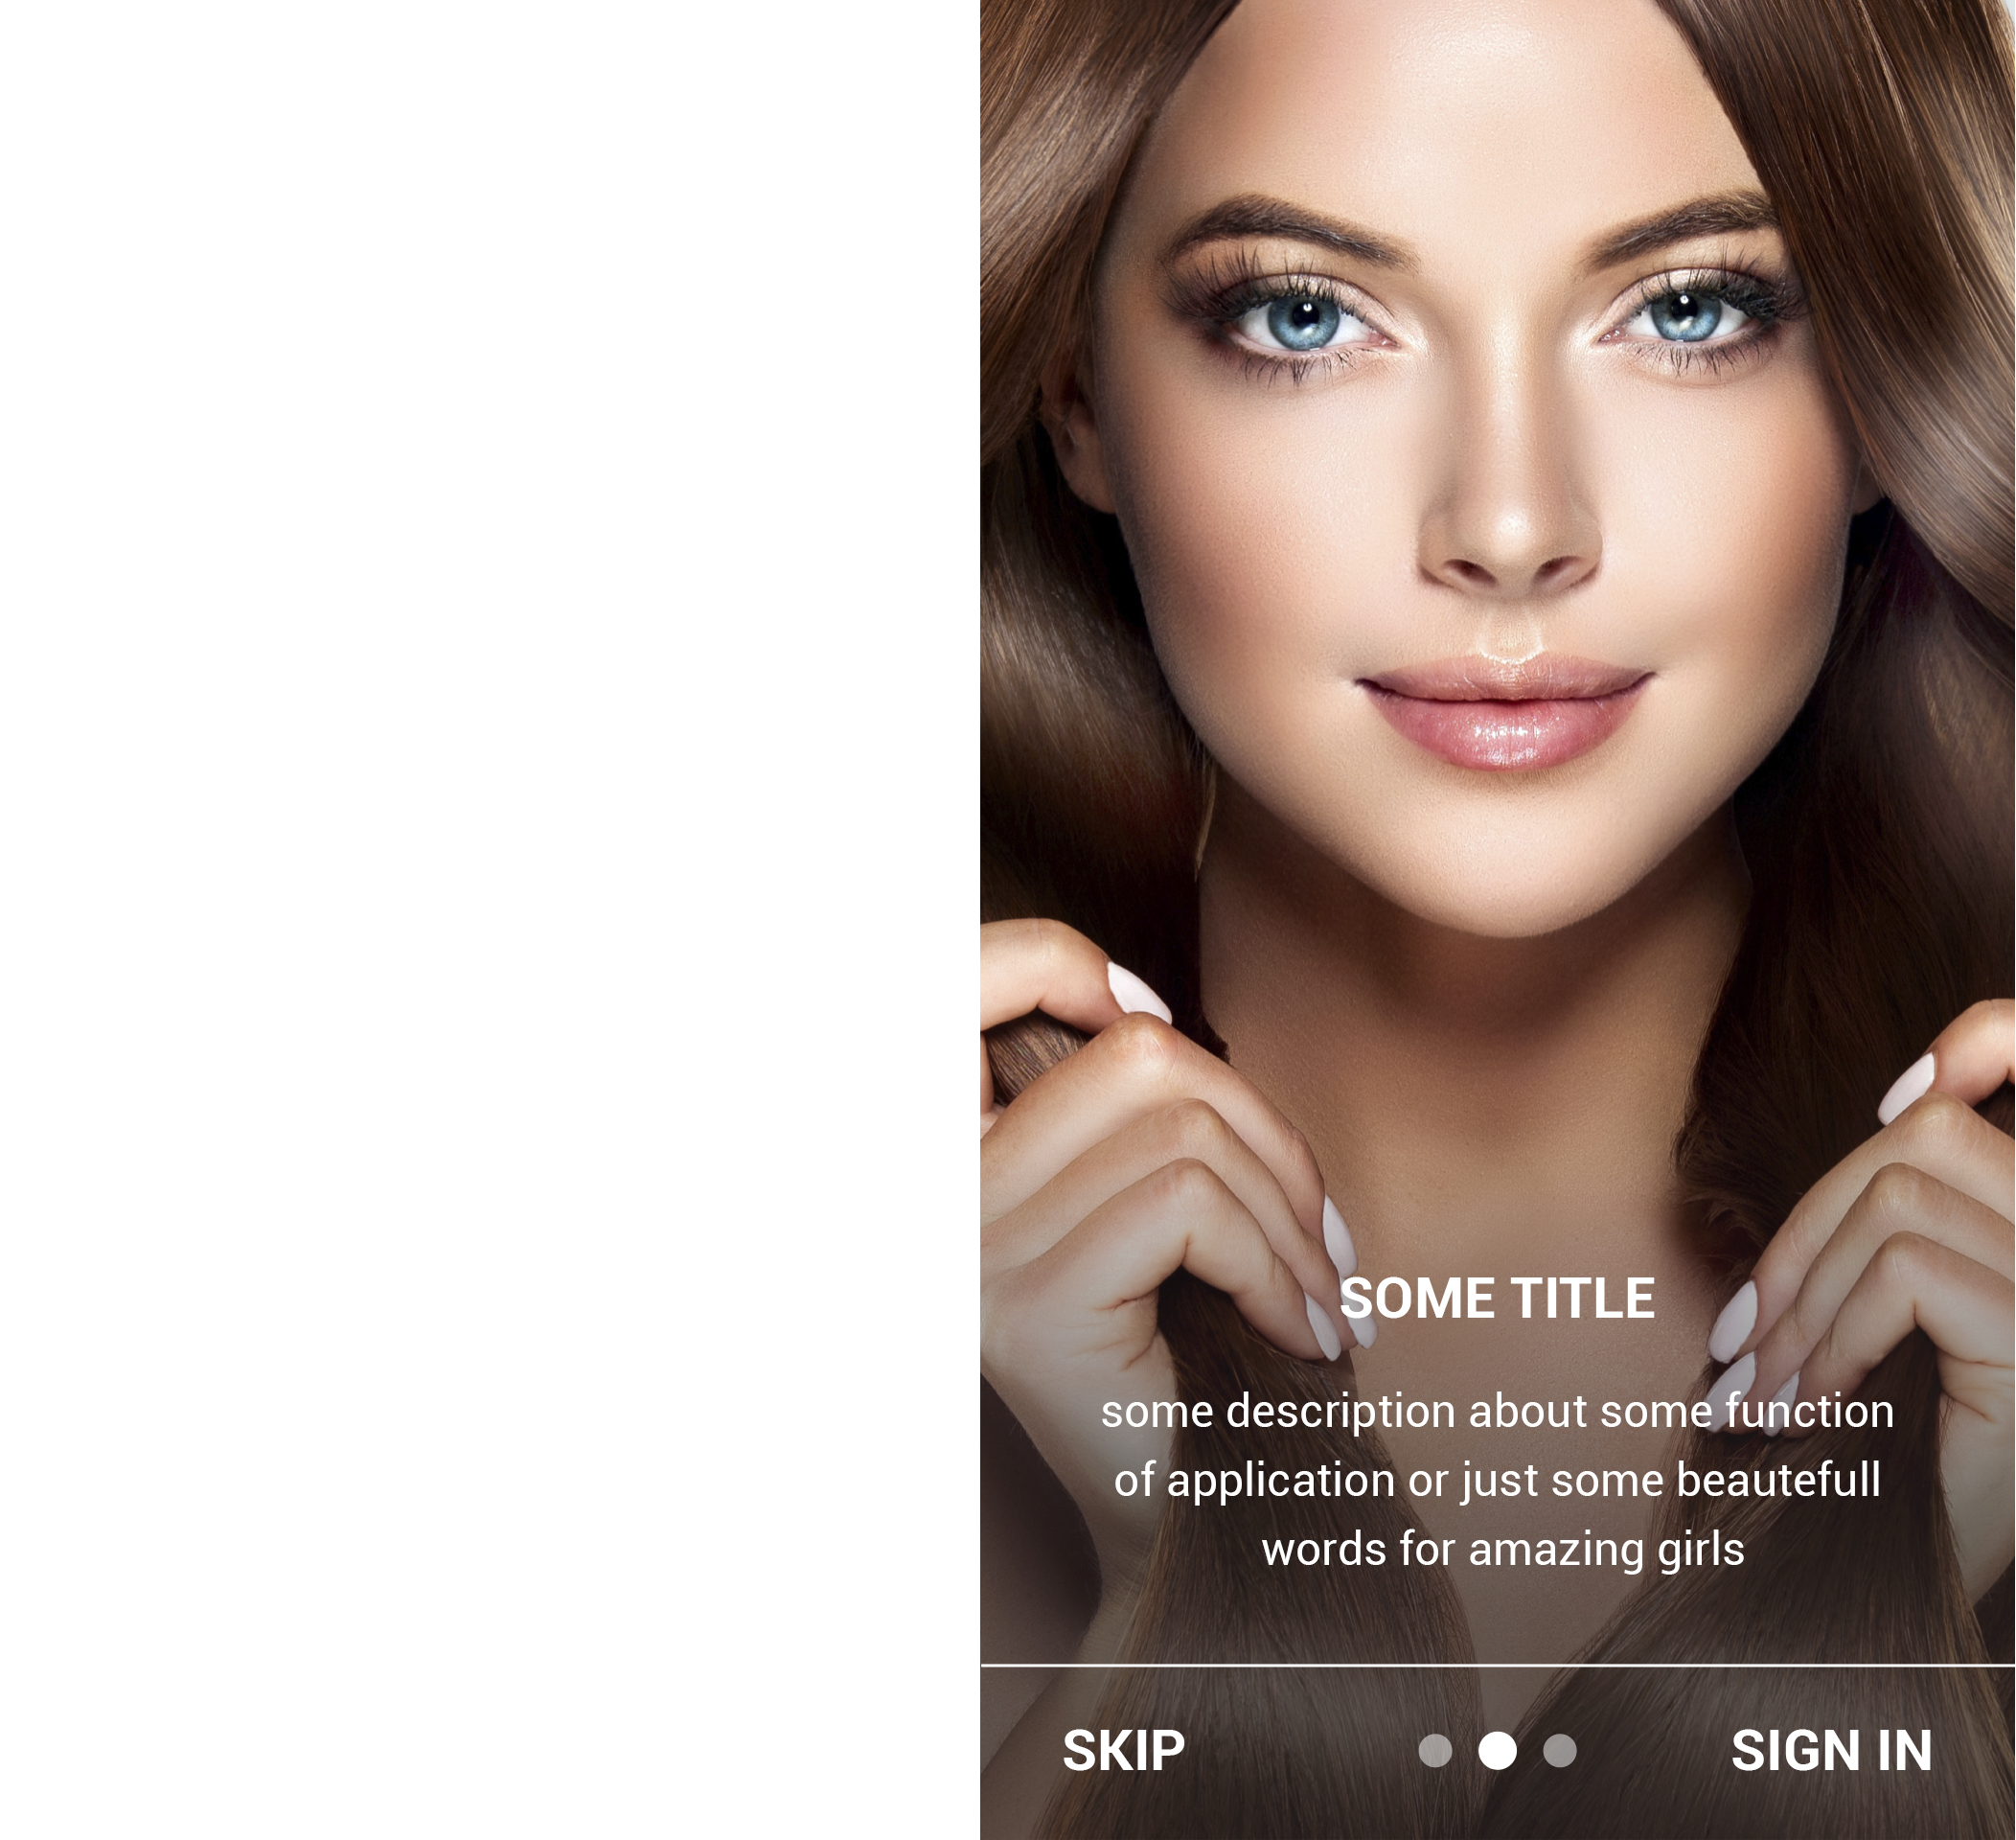 SOME TITLE
some description about some function
of application or just some beautefull
words for amazing girls
SKIP
SIGN IN